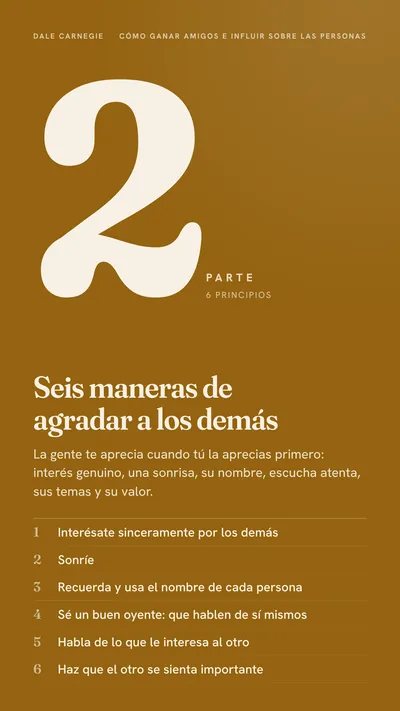 DALE CARNEGIE CÓMO GANAR AMIGOS E INFLUIR SOBRE LAS PERSONAS
2
PARTE
6 PRINCIPIOS
Seis maneras de
agradar a los demás
La gente te aprecia cuando tú la aprecias primero:
interés genuino, una sonrisa, su nombre, escucha atenta,
sus temas y su valor.
1 Interésate sinceramente por los demás
2 Sonríe
3 Recuerda y usa el nombre de cada persona
4 Sé un buen oyente: que hablen de sí mismos
5 Habla de lo que le interesa al otro
6 Haz que el otro se sienta importante